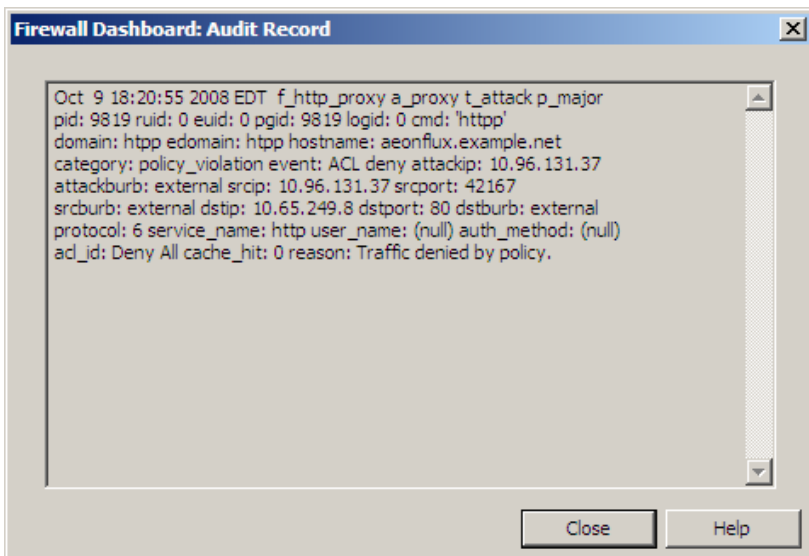 Firewall Dashboard: Audit Record
Oct 9 18:20:55 2008 EDT f_http_proxy a_proxy t_attack p_major
pid: 9819 ruid: 0 euid: 0 pgid: 9819 logid: 0 cmd: 'httpp'
domain: htpp edomain: htpp hostname: aeonflux.example.net
category: policy_violation event: ACL deny attackip: 10.96.131.37
attackburb: external srcip: 10.96.131.37 srcport: 42167
srcburb: external dstip: 10.65.249.8 dstport: 80 dstburb: external
protocol: 6 service_name: http user_name: (null) auth_method: (null)
acl_id: Deny All cache_hit: 0 reason: Traffic denied by policy.
Close Help